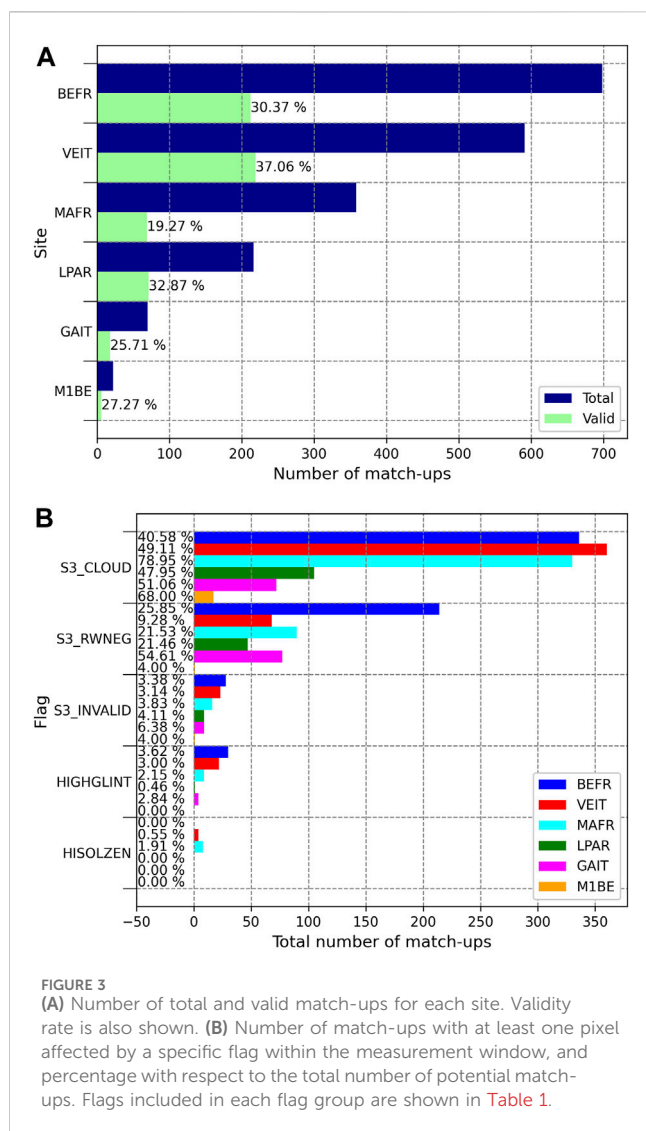 A
BEFR
30.37 %
VEIT
37.06 %
MAFR
19.27 %
LPAR
32.87 %
GAIT
25.71 %
M1BE
27.27 %
Site
Total
Valid
0 100 200 300 400 500 600 700
Number of match-ups
B
S3_CLOUD
40.58 %
49.11 %
78.95 %
47.95 %
51.06 %
68.00 %
S3_RWNEG
25.85 %
9.28 %
21.53 %
21.46 %
54.61 %
4.00 %
S3_INVALID
3.38 %
3.14 %
3.83 %
4.11 %
6.38 %
4.00 %
HIGHGLINT
3.62 %
3.00 %
2.15 %
0.46 %
2.84 %
0.00 %
HISOLZEN
0.00 %
0.55 %
1.91 %
0.00 %
0.00 %
0.00 %
Flag
BEFR
VEIT
MAFR
LPAR
GAIT
M1BE
−50 0 50 100 150 200 250 300 350
Total number of match-ups
FIGURE 3
(A) Number of total and valid match-ups for each site. Validity
rate is also shown. (B) Number of match-ups with at least one pixel
affected by a specific flag within the measurement window, and
percentage with respect to the total number of potential match-
ups. Flags included in each flag group are shown in Table 1.